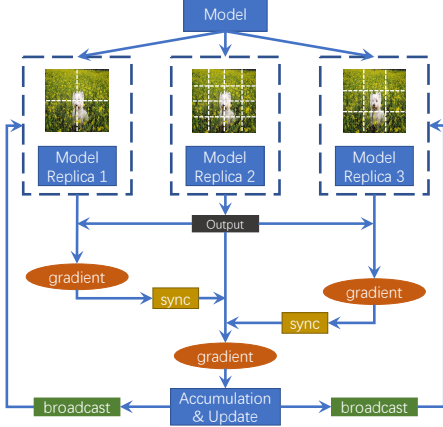 Model
Model
Replica 1
Model
Replica 2
Model
Replica 3
Output
gradient
gradient
sync
sync
gradient
broadcast
Accumulation
& Update
broadcast